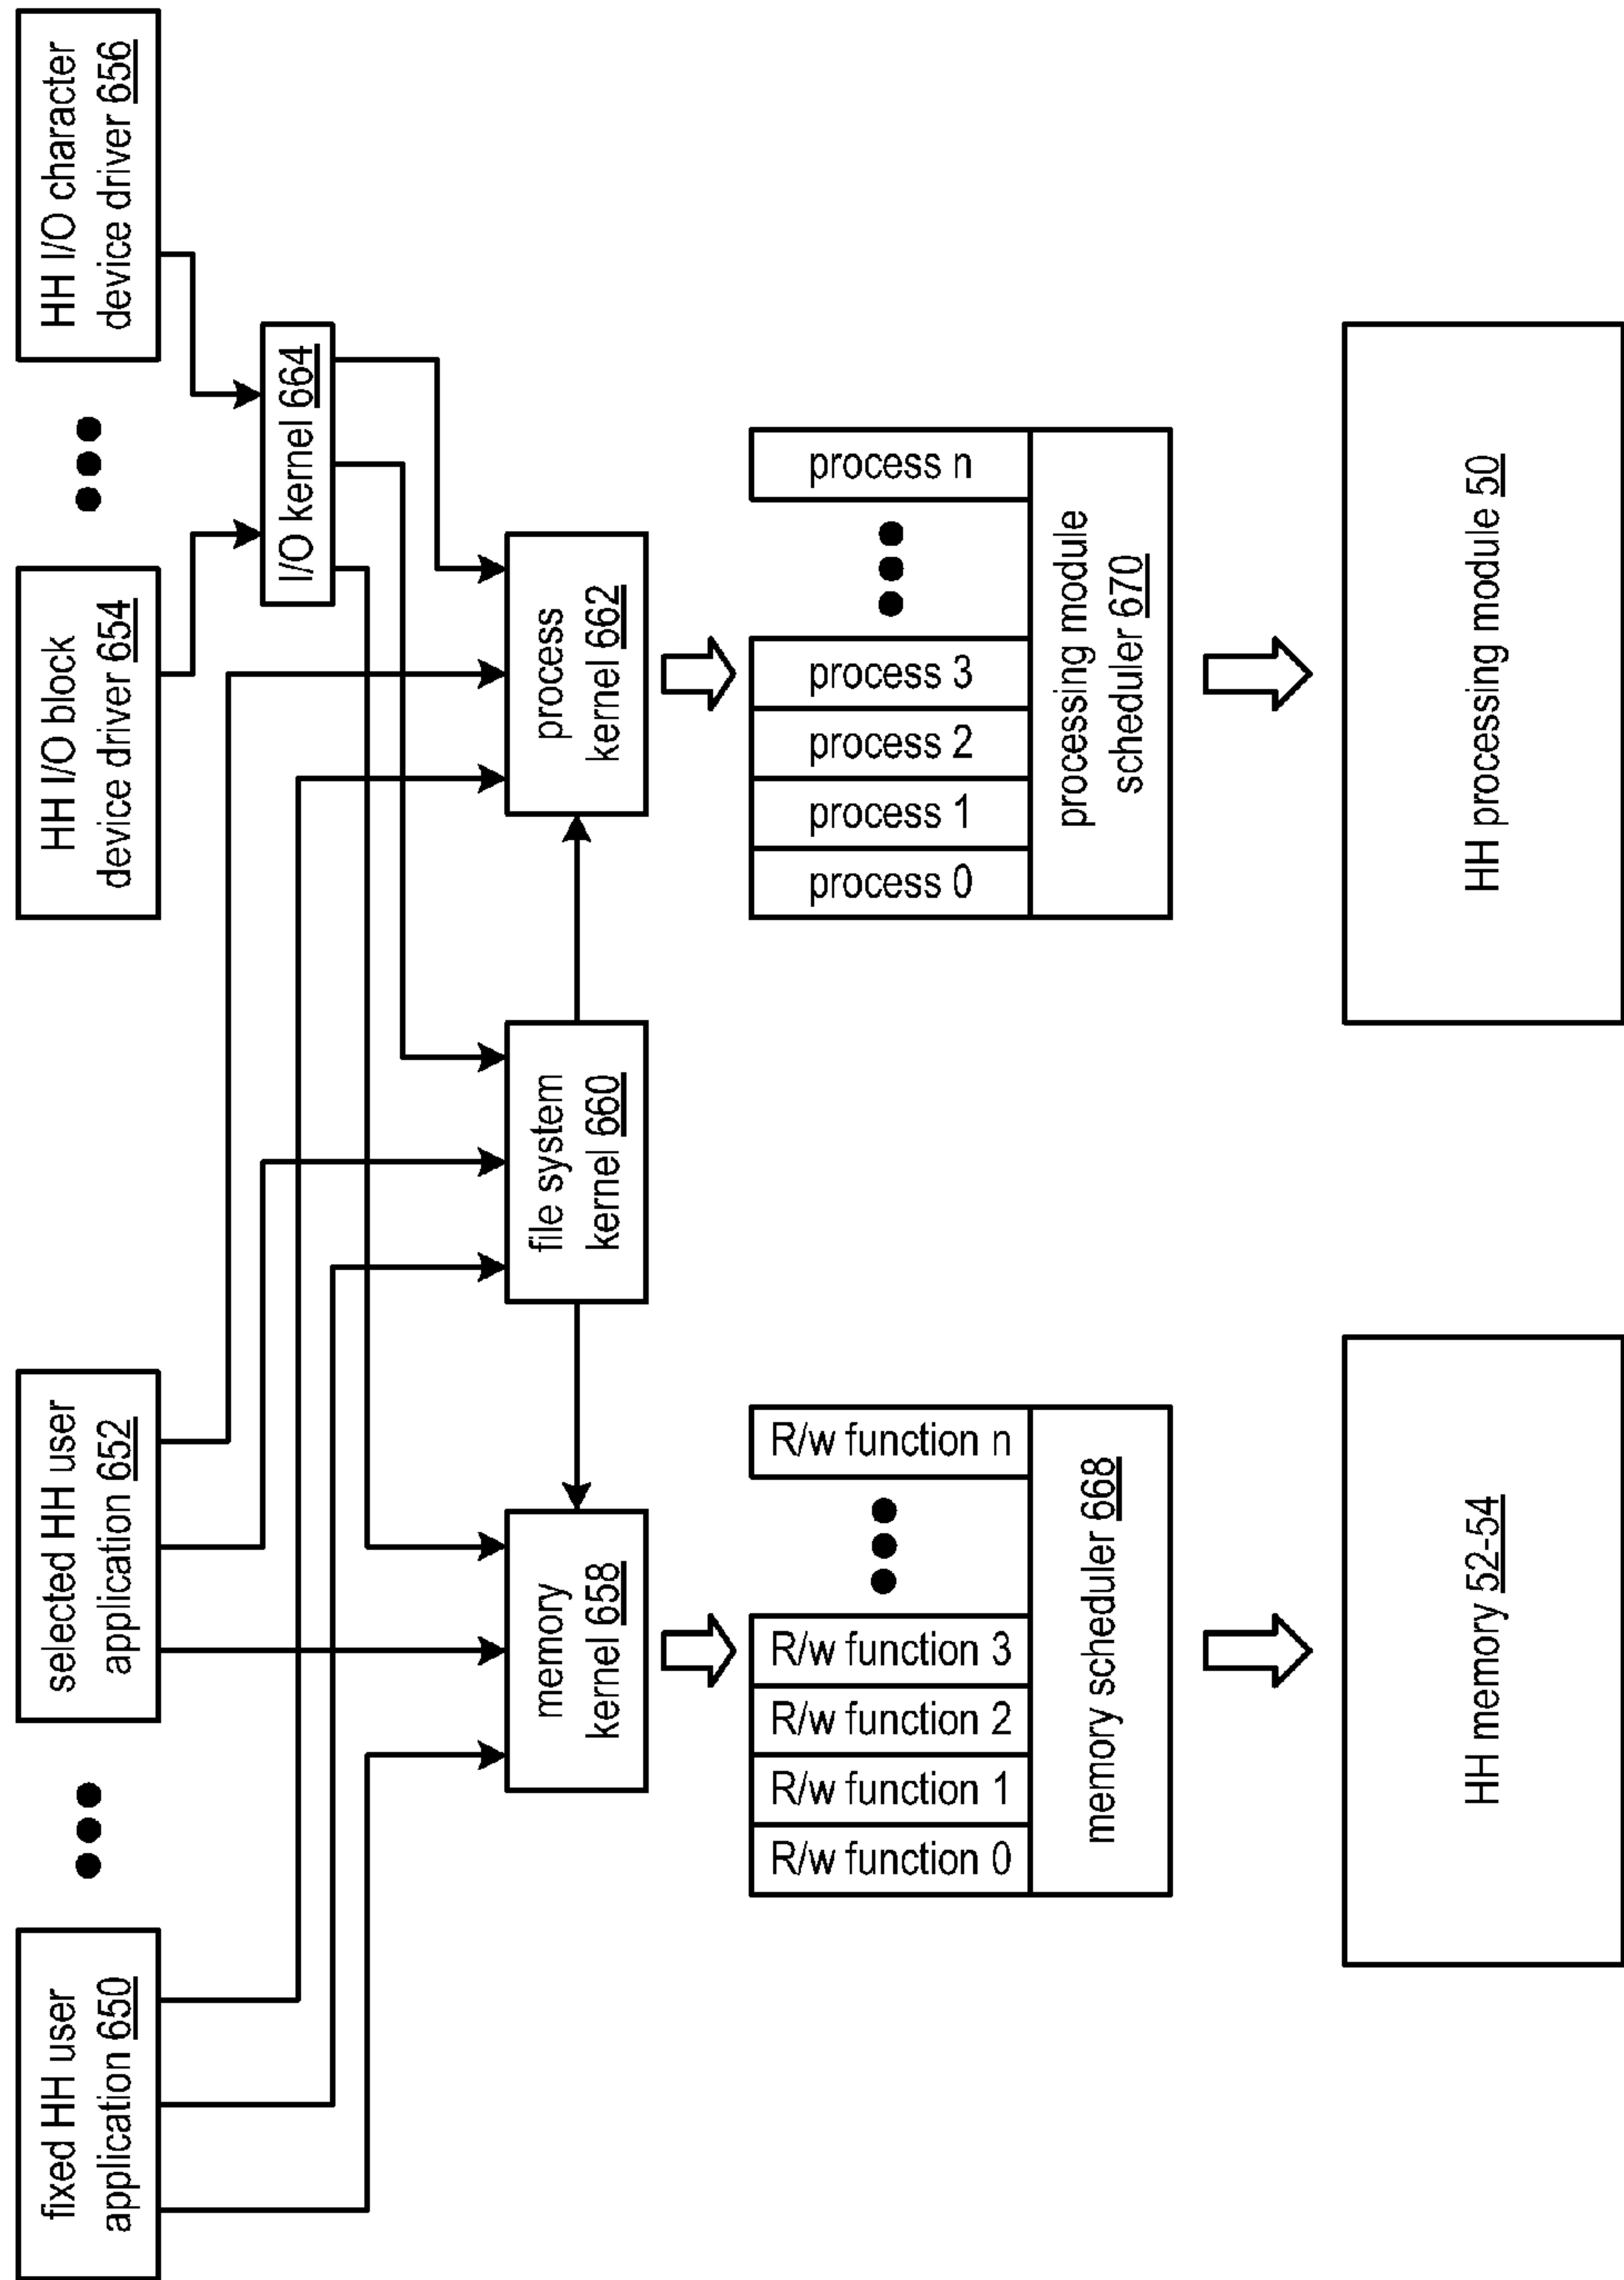 fixed HH user
application 650
selected HH user
application 652
HH I/O block
device driver 654
HH I/O character
device driver 656
I/O kernel 664
memory
kernel 658
file system
kernel 660
process
kernel 662
R/w function 0
R/w function 1
R/w function 2
R/w function 3
R/w function n
memory scheduler 668
process 0
process 1
process 2
process 3
process n
processing module
scheduler 670
HH memory 52-54
HH processing module 50